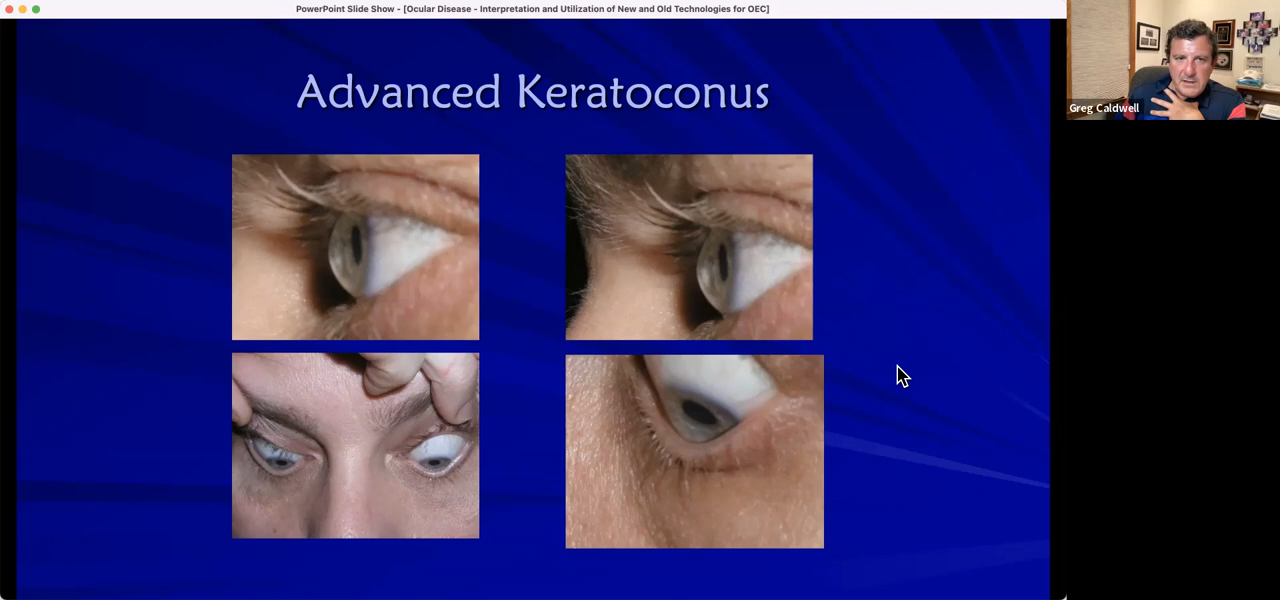 PowerPoint Slide Show - [Ocular Disease - Interpretation and Utilization of New and Old Technologies for OEC]
Advanced Keratoconus
Greg Caldwell